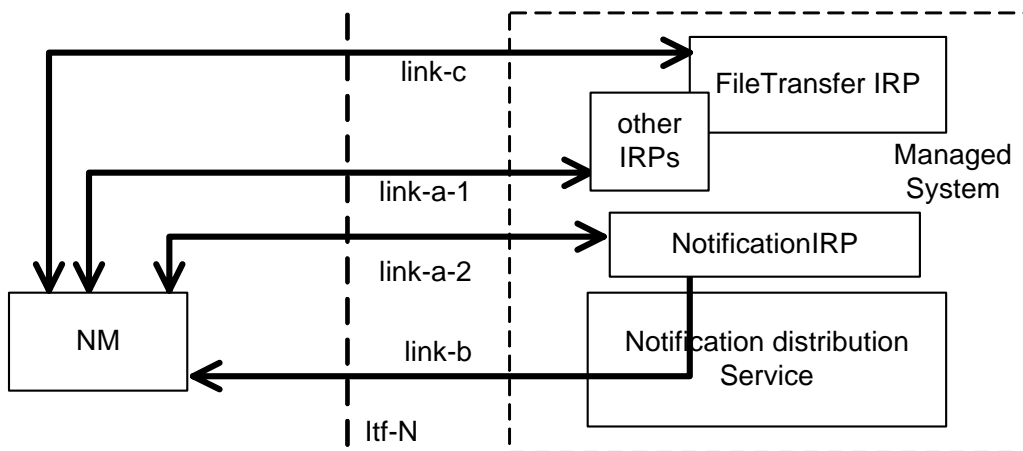 link-c
FileTransfer IRP
other
IRPs
Managed
System
link-a-1
NotificationIRP
link-a-2
NM
link-b
Notification distribution
Service
Itf-N